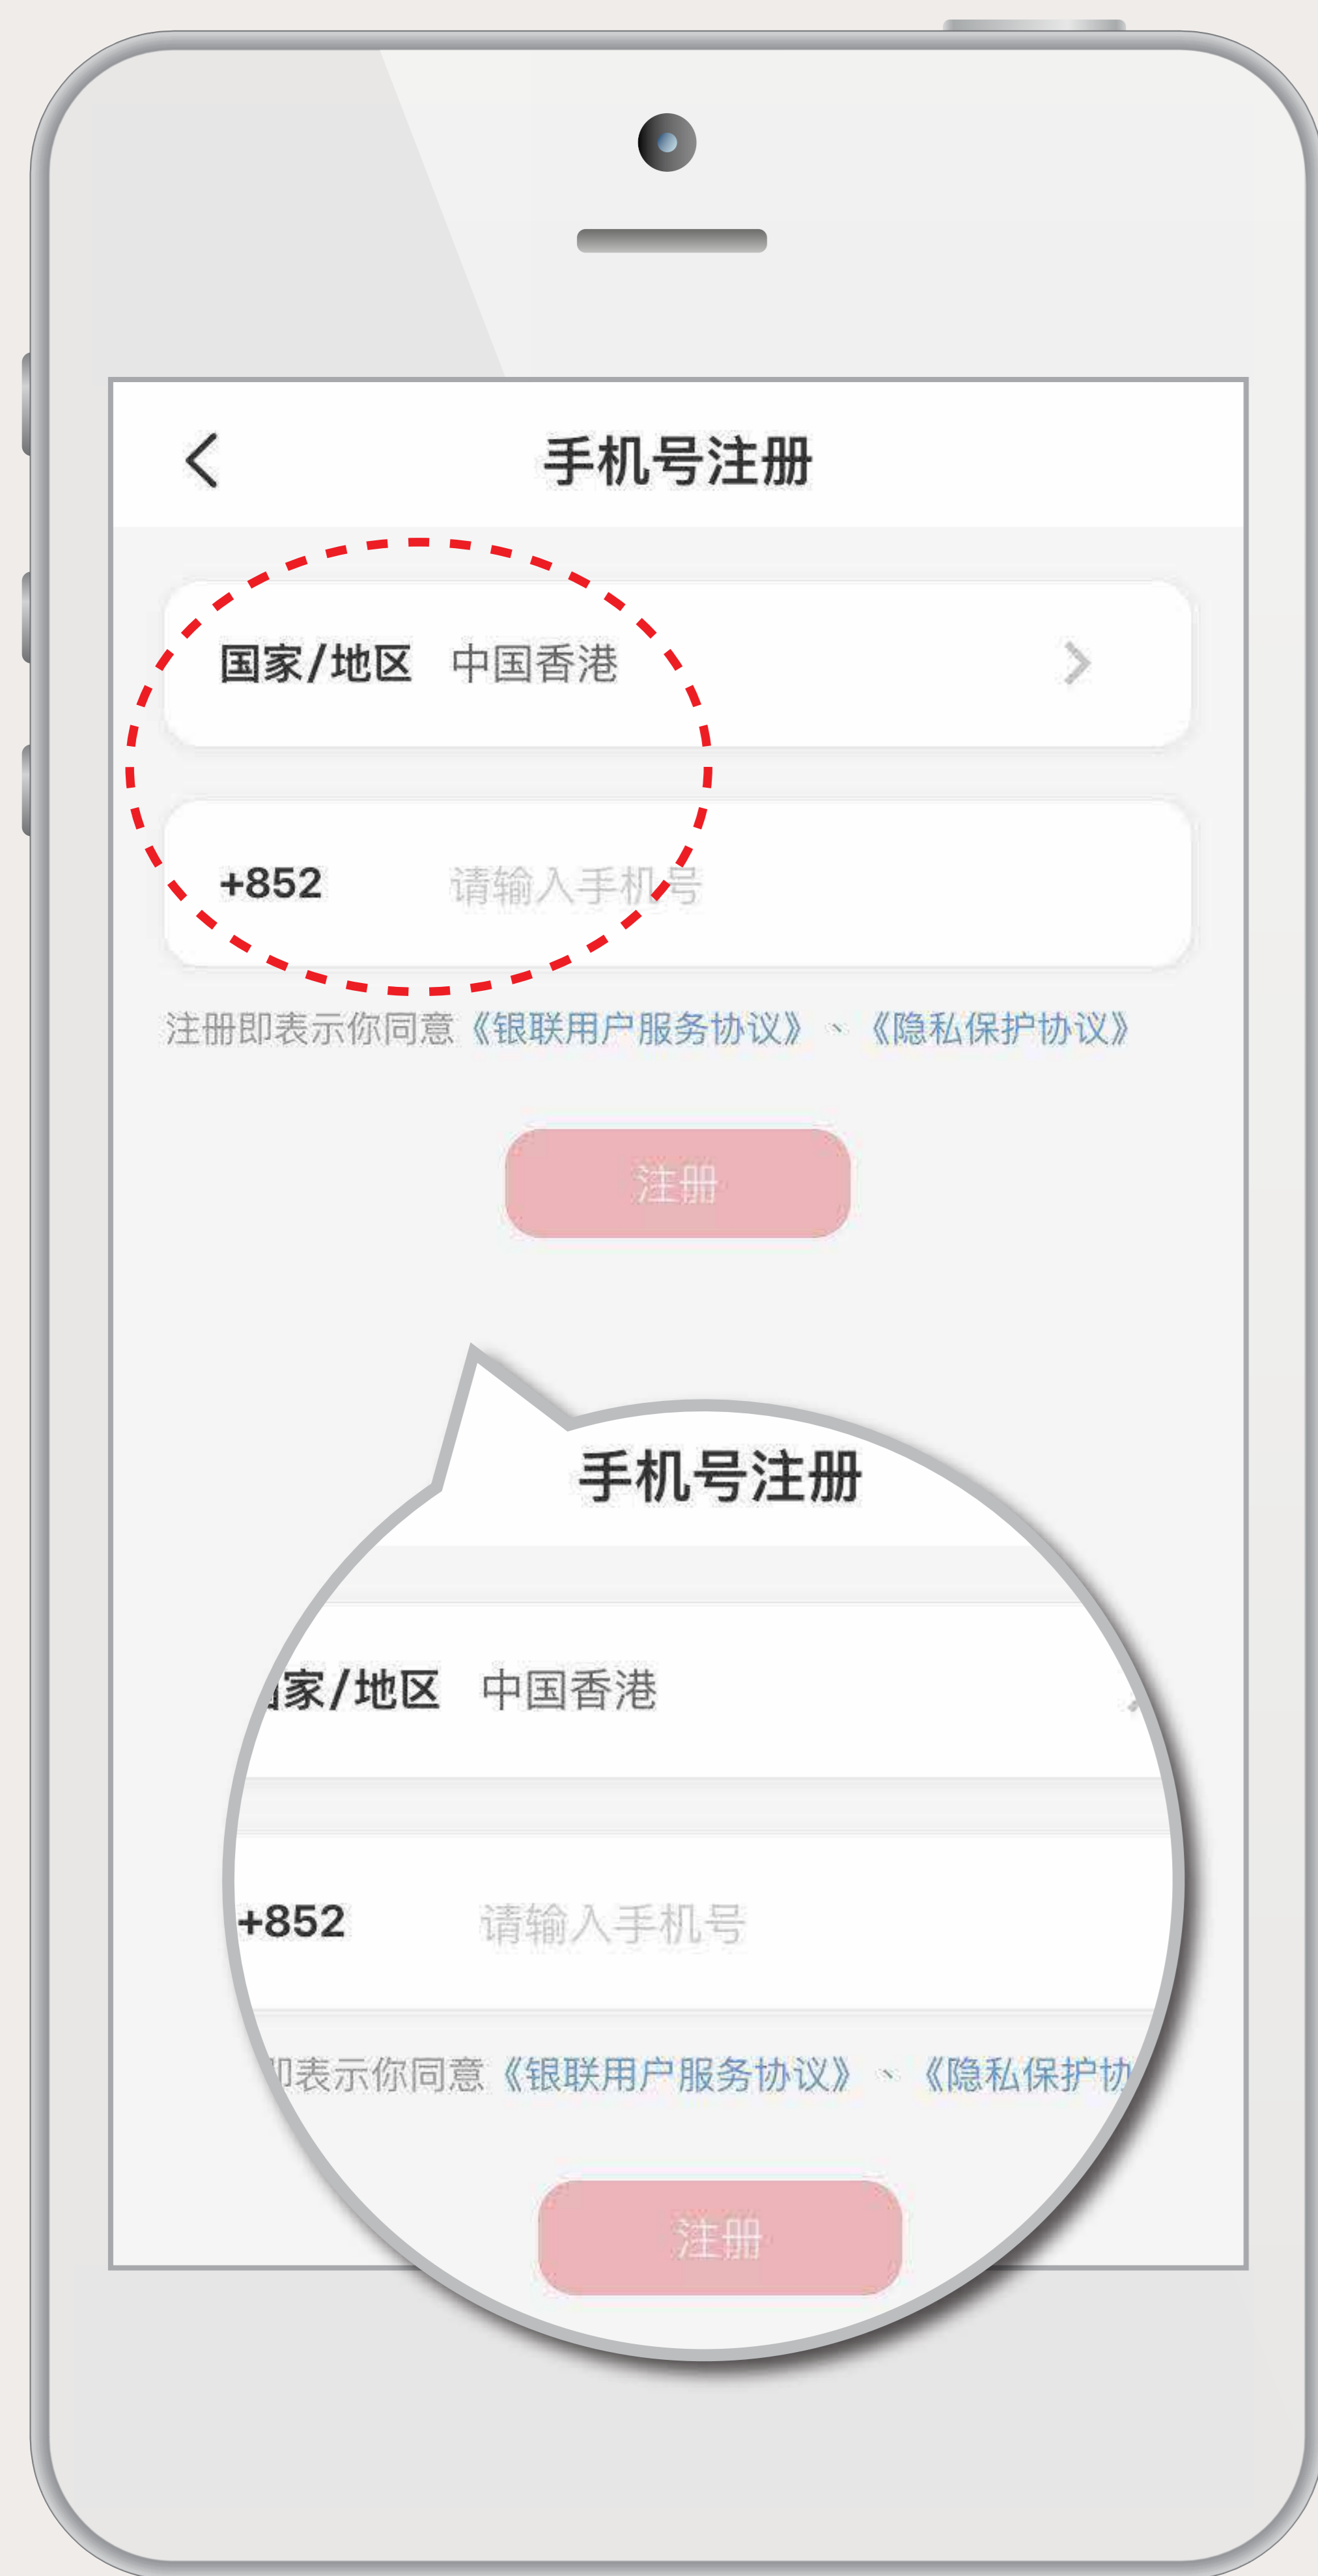 手机号注册
国家/地区 中国香港
+852 请输入手机号
注册即表示你同意《银联用户服务协议》、《隐私保护协议》
注册
手机号注册
家/地区 中国香港
+852 请输入手机号
即表示你同意《银联用户服务协议》、《隐私保护协
注册